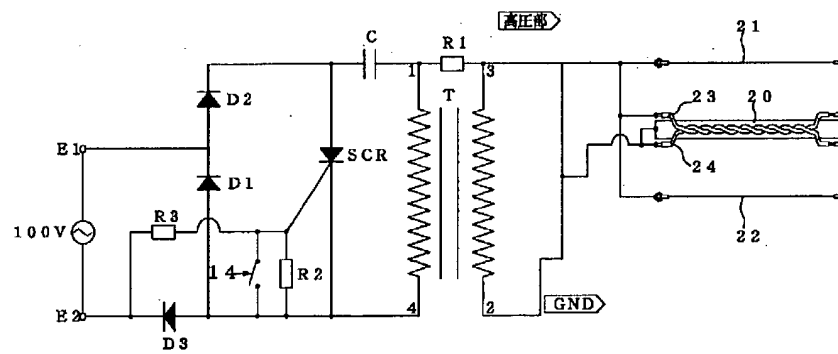 高圧部
21
C
R1
1
3
T
D2
23
20
E1
SCR
24
D1
R3
100V
22
14
R2
E2
4
2
GND
D3